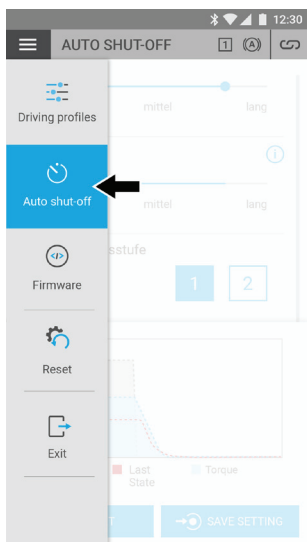 12:30
AUTO SHUT-OFF
1
(A)
Driving profiles
mittel
lang
Auto shut-off
mittel
lang
sstufe
Firmware
1
2
Reset
Last
State
Torque
Exit
T
SAVE SETTING